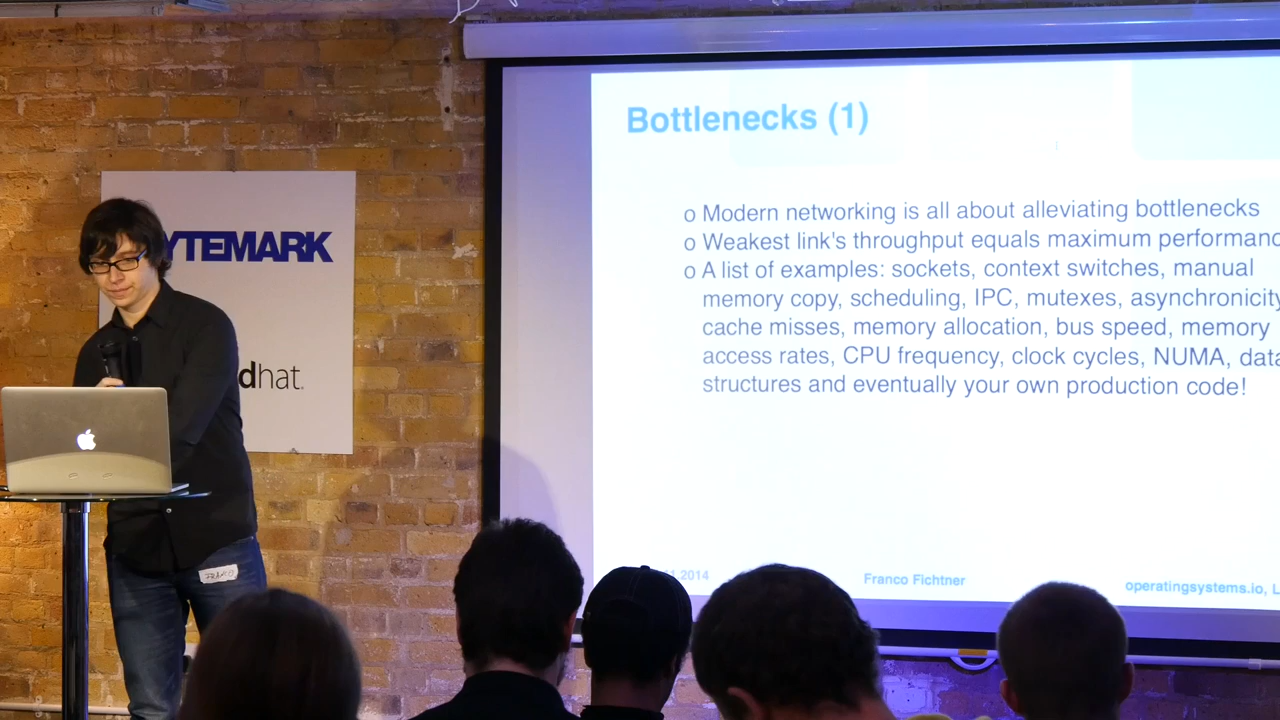 Bottlenecks (1)
o Modern networking is all about alleviating bottlenecks
o Weakest link's throughput equals maximum performanc
o A list of examples: sockets, context switches, manual
memory copy, scheduling, IPC, mutexes, asynchronicity
cache misses, memory allocation, bus speed, memory
access rates, CPU frequency, clock cycles, NUMA, data
structures and eventually your own production code!
11.2014
Franco Fichtner
operatingsystems.io, L
YTEMARK
dhat.
FRANCO